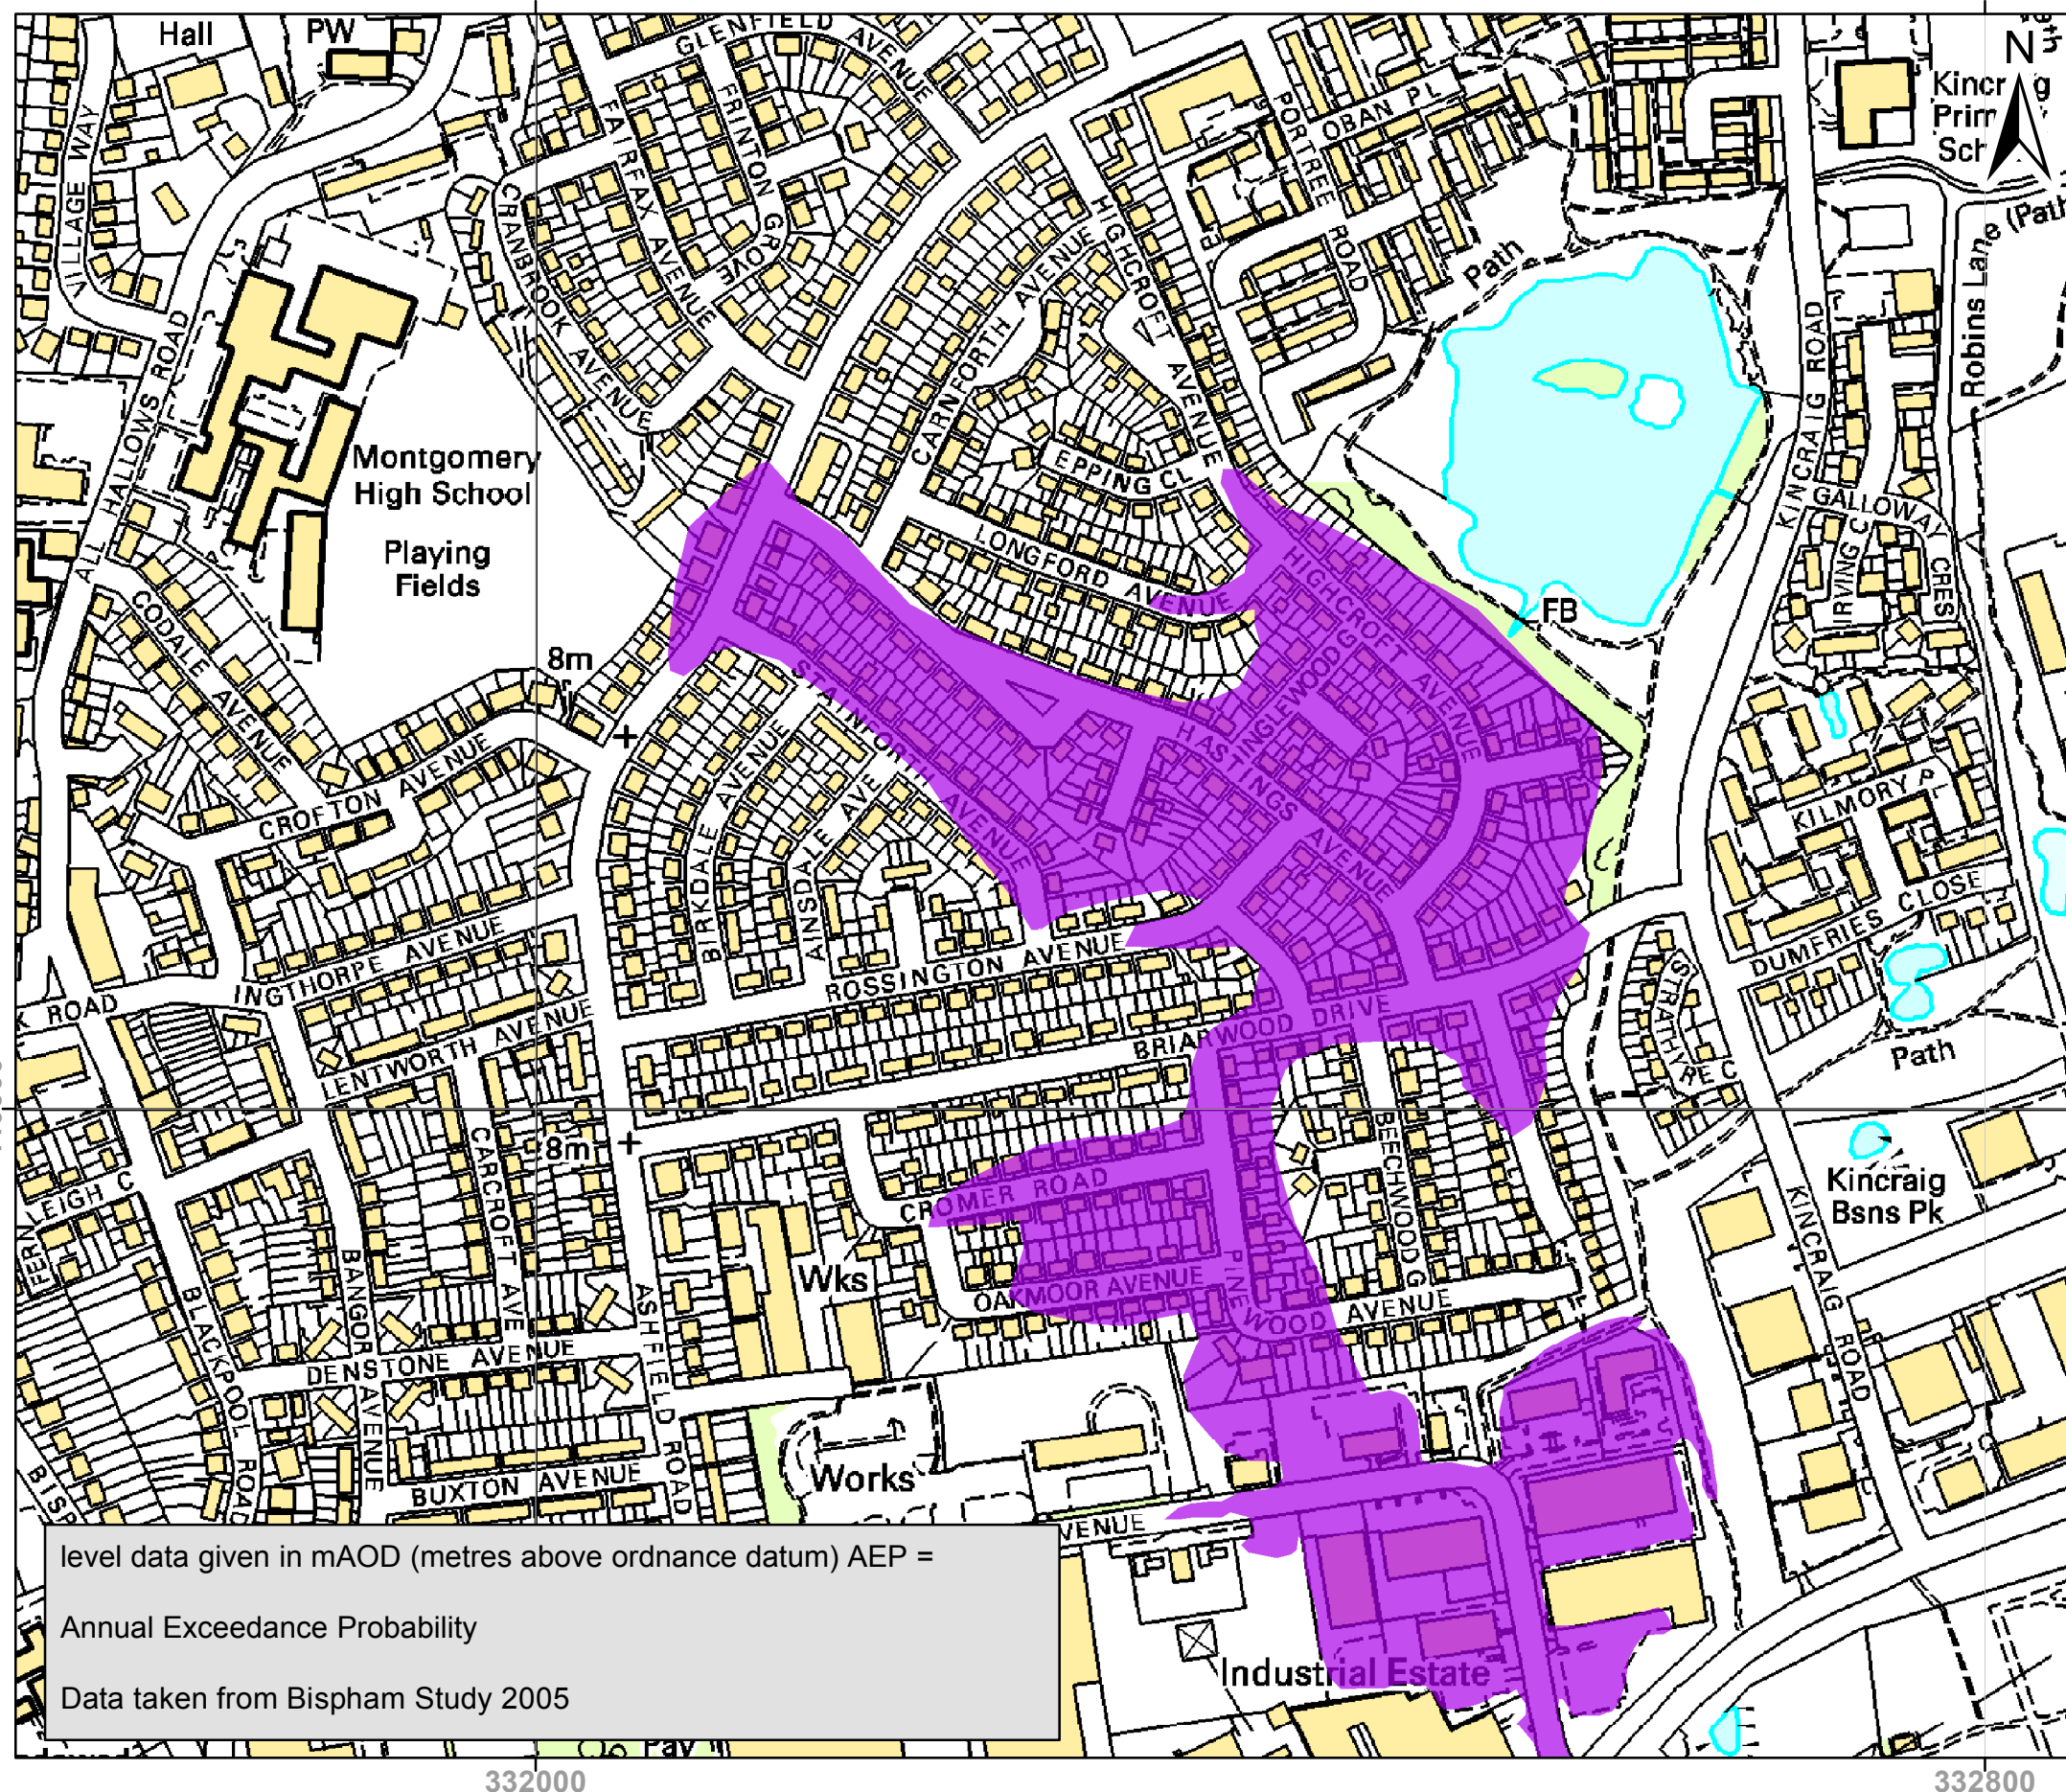 Hall
PW
GLENFIELD AVENUE
N
Kincr g
Prim
Sch
VILLAGE WAY
FAIRFAX AVENUE
FRINTON GROVE
PORTREE ROAD
OBAN PL
CRANBROOK AVENUE
HIGHCROFT AVENUE
Robins Lane (Path
Path
ALL HALLOWS ROAD
CARNFORTH AVENUE
KINCRAIG ROAD
Montgomery
High School
EPPING CL
GALLOWAY CRES
Playing
Fields
LONGFORD AVENUE
HIGHCROFT AVENUE
IRVING C
FB
CODALE AVENUE
8m
STANFORD AVENUE
INGLEWOOD G
HASTINGS AVENUE
CROFTON AVENUE
BIRKDALE AVENUE
AINSDALE AVE
KILMORY P
DUMFRIES CLOSE
INGTHORPE AVENUE
ROSSINGTON AVENUE
STRATHYRE C
K ROAD
LENTWORTH AVENUE
BRIARWOOD DRIVE
Path
8m
CARCROFT AVE
BEECHWOOD G
LEIGH C
FERN
CROMER ROAD
Kincraig
Bsns Pk
KINCRAIG ROAD
BANGOR AVENUE
Wks
OAKMOOR AVENUE
PINEWOOD AVENUE
BLACKPOOL ROAD
ASHFIELD ROAD
DENSTONE AVENUE
BISP
BUXTON AVENUE
Works
VENUE
level data given in mAOD (metres above ordnance datum) AEP =
Annual Exceedance Probability
Data taken from Bispham Study 2005
Industrial Estate
Pav
332000
332800